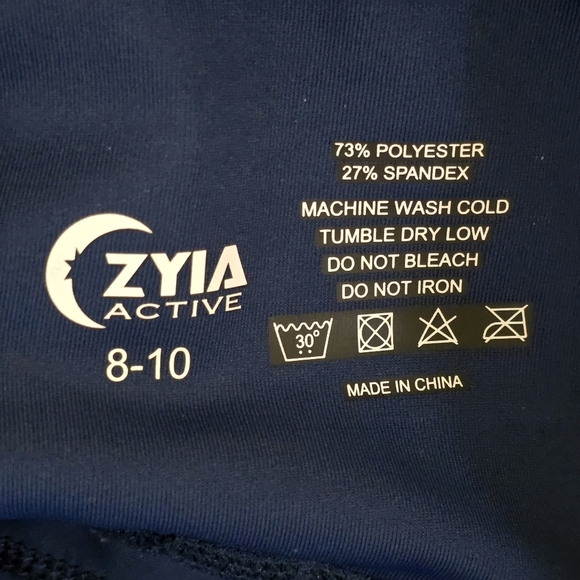 ZYIA
ACTIVE
8-10
73% POLYESTER
27% SPANDEX
MACHINE WASH COLD
TUMBLE DRY LOW
DO NOT BLEACH
DO NOT IRON
30°
MADE IN CHINA